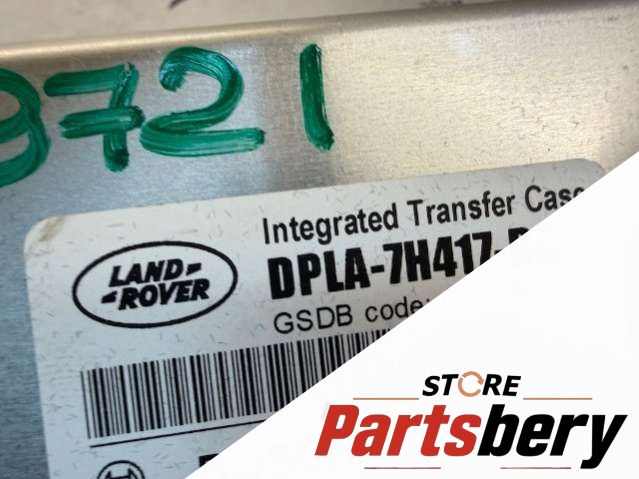 9721
Integrated Transfer Case
LAND-
-ROVER
DPLA-7H417-
GSDB code:
STORE
Partsbery